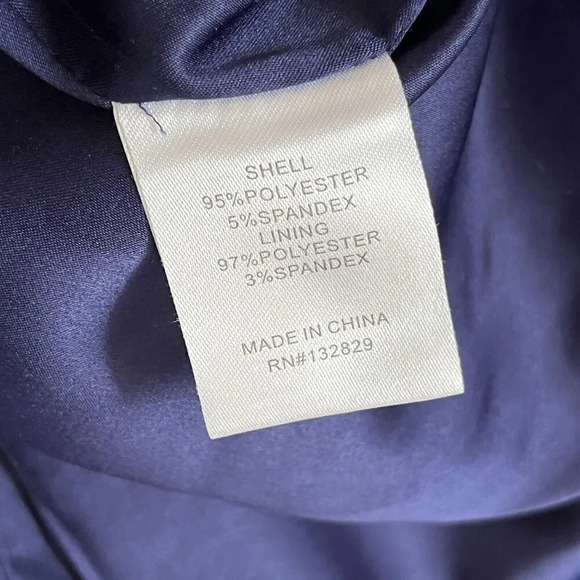 SHELL
95%POLYESTER
5%SPANDEX
LINING
97%POLYESTER
3%SPANDEX
MADE IN CHINA
RN#132829